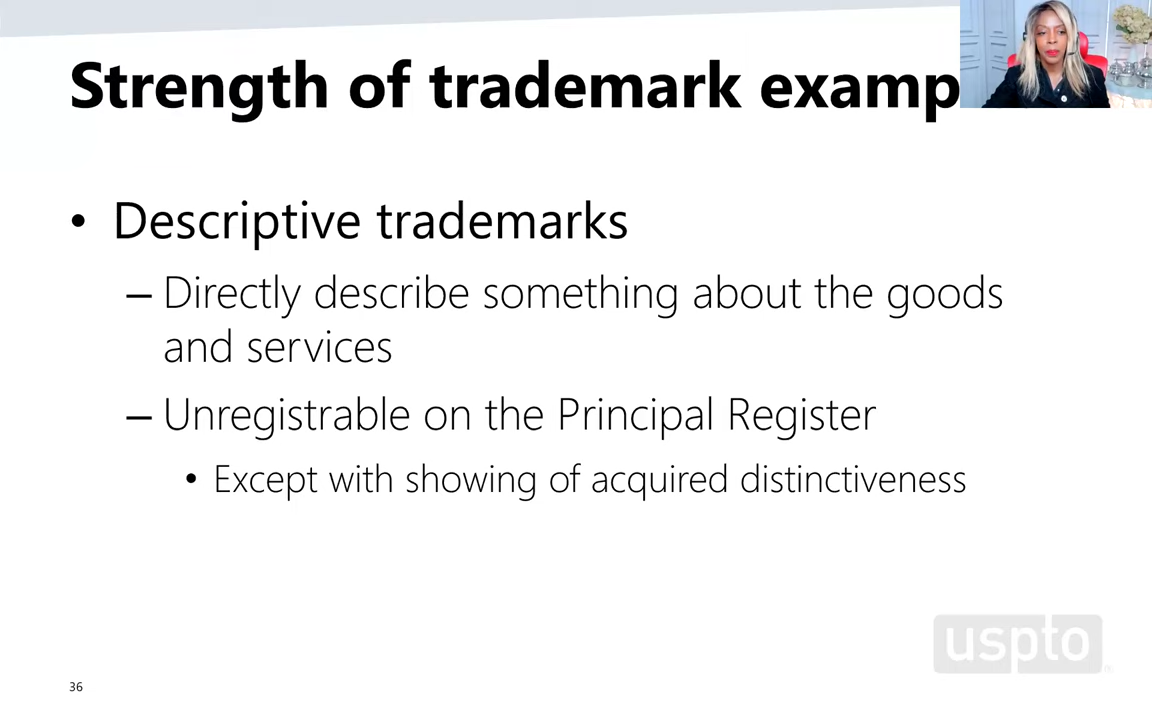 Strength of trademark examp
• Descriptive trademarks
– Directly describe something about the goods
and services
– Unregistrable on the Principal Register
• Except with showing of acquired distinctiveness
uspto
36